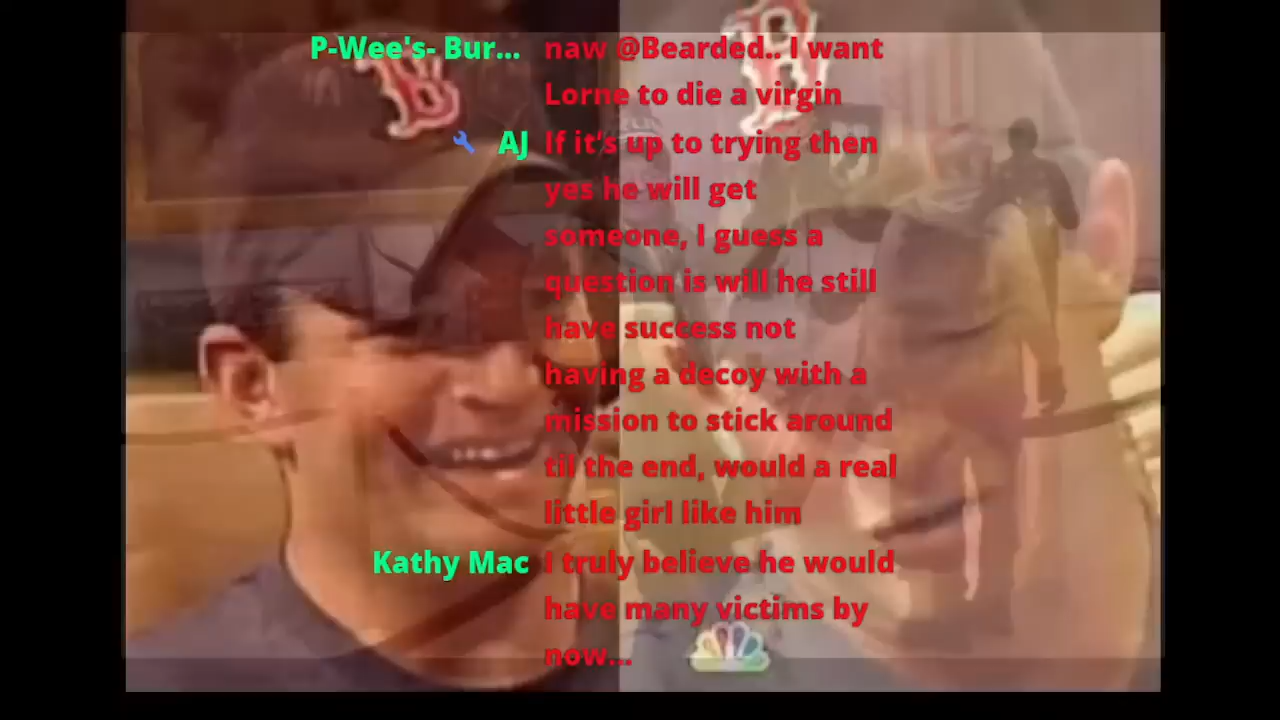 P-Wee's- Bur... naw @Bearded.. I want
Lorne to die a virgin
AJ If it's up to trying then
yes he will get
someone, I guess a
question is will he still
have success not
having a decoy with a
mission to stick around
til the end, would a real
little girl like him
Kathy Mac I truly believe he would
have many victims by
now...